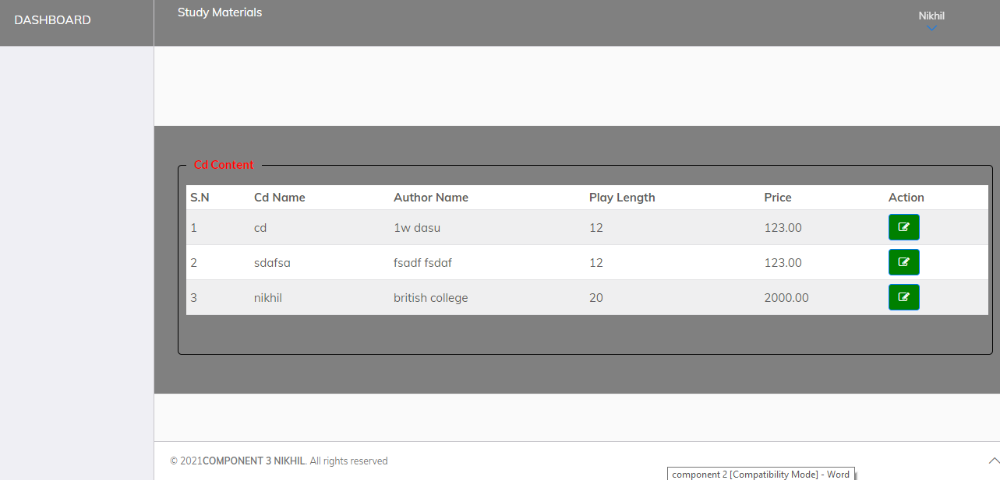 DASHBOARD
Study Materials
Nikhil
Cd Content
S.N Cd Name Author Name Play Length Price Action
1 cd 1w dasu 12 123.00
2 sdafsa fsadf fsdaf 12 123.00
3 nikhil british college 20 2000.00
© 2021COMPONENT 3 NIKHIL. All rights reserved
component 2 [Compatibility Mode] - Word